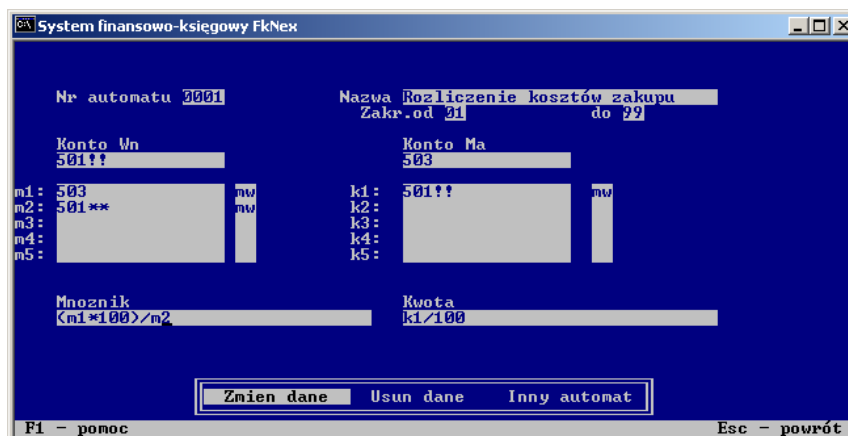 System finansowo-księgowy FkNex
Nr automatu 0001 Nazwa Rozliczenie kosztów zakupu
Zakr.od 01 do 99
Konto Wn Konto Ma
501!! 503
m1: 503 mw k1: 501!! mw
m2: 501** mw k2:
m3: k3:
m4: k4:
m5: k5:
Mnoznik Kwota
(m1*100)/m2 k1/100
Zmien dane Usun dane Inny automat
F1 - pomoc Esc - powrót